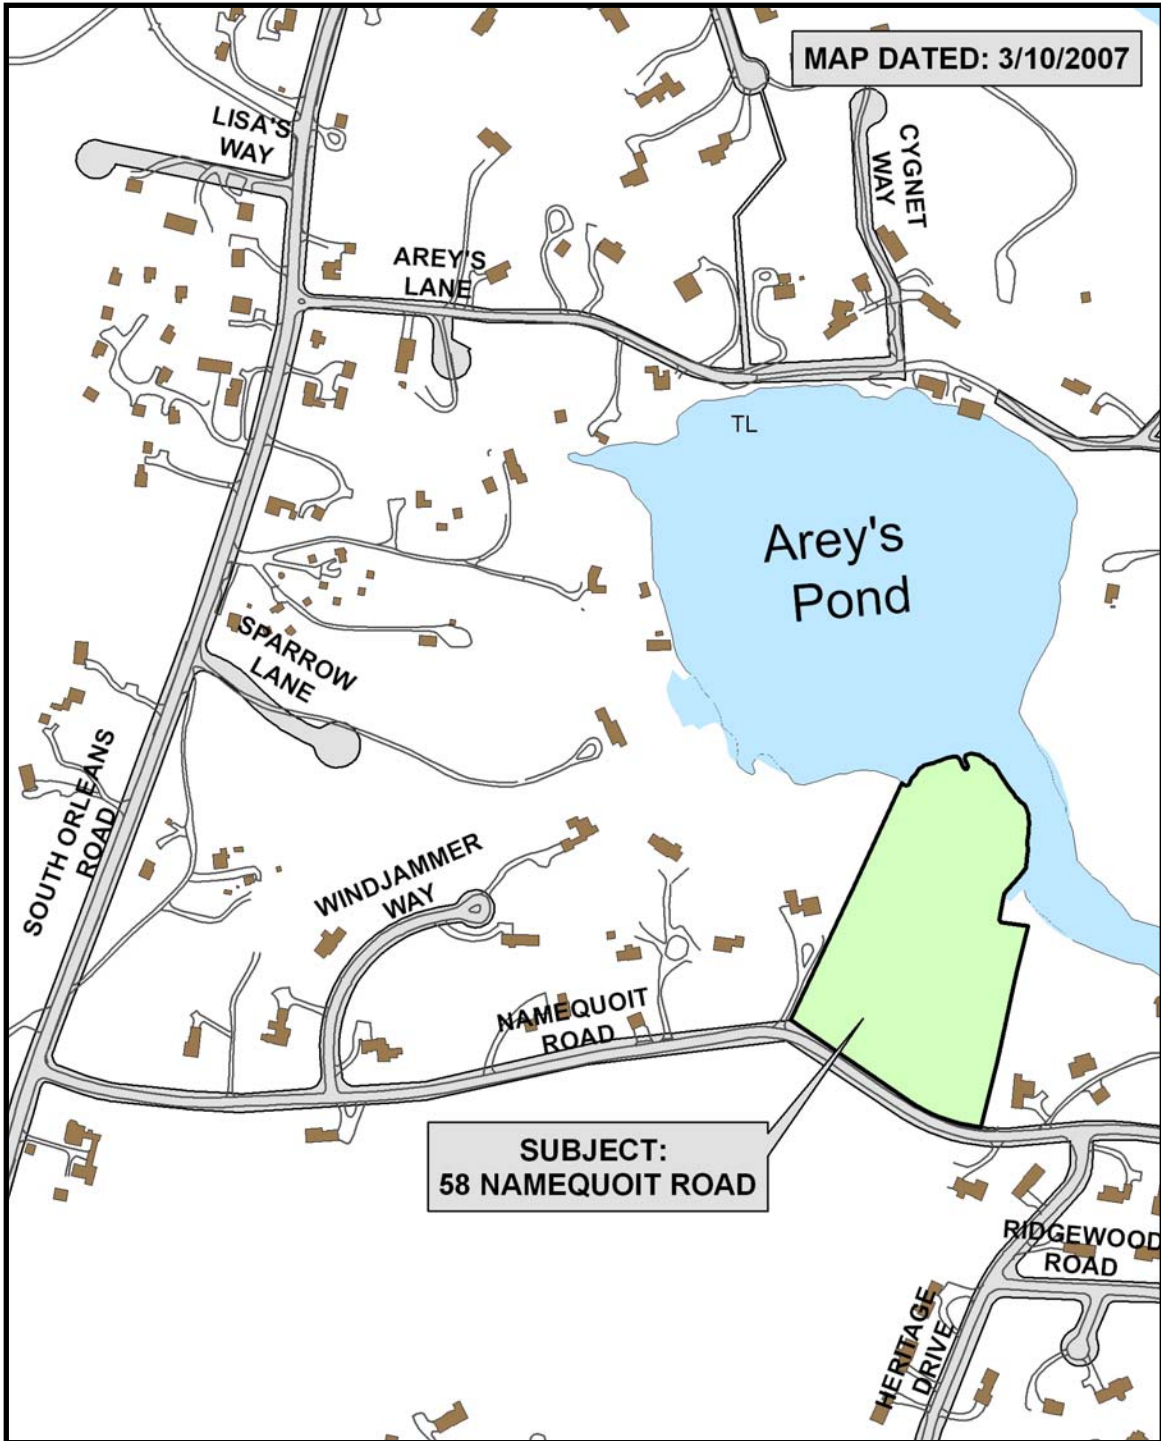 MAP DATED: 3/10/2007
LISA'S
WAY
CYGNET
WAY
AREY'S
LANE
TL
Arey's
Pond
SPARROW
LANE
SOUTH ORLEANS
ROAD
WINDJAMMER
WAY
NAMEQUOIT
ROAD
SUBJECT:
58 NAMEQUOIT ROAD
RIDGEWOOD
ROAD
HERITAGE
DRIVE